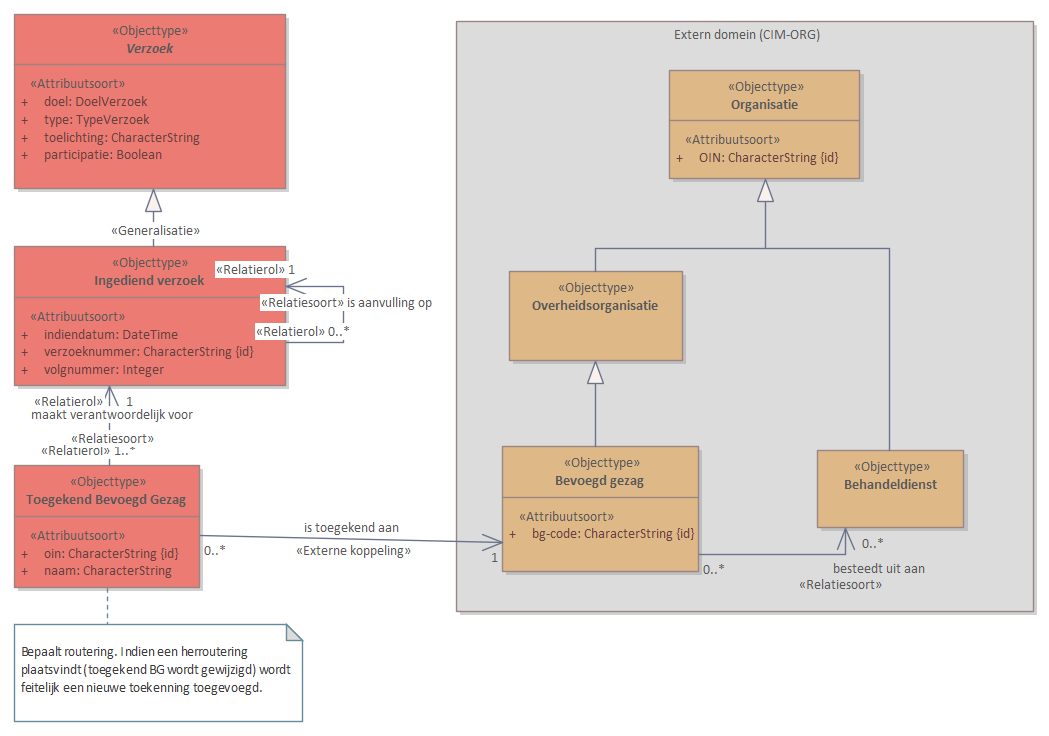 «Objecttype»
Verzoek
«Attribuutsoort»
+ doel: DoelVerzoek
+ type: TypeVerzoek
+ toelichting: CharacterString
+ participatie: Boolean
«Generalisatie»
«Objecttype»
Ingediend verzoek
«Attribuutsoort»
+ indiendatum: DateTime
+ verzoeknummer: CharacterString {id}
+ volgnummer: Integer
«Relatierol» 1
«Relatiesoort» is aanvulling op
«Relatierol» 0..*
«Relatierol» 1
maakt verantwoordelijk voor
«Relatiesoort»
«Relatierol» 1..*
«Objecttype»
Toegekend Bevoegd Gezag
«Attribuutsoort»
+ oin: CharacterString {id}
+ naam: CharacterString
0..*
is toegekend aan
«Externe koppeling»
1
Bepaalt routering. Indien een herroutering
plaatsvindt (toegekend BG wordt gewijzigd) wordt
feitelijk een nieuwe toekenning toegevoegd.
Extern domein (CIM-ORG)
«Objecttype»
Organisatie
«Attribuutsoort»
+ OIN: CharacterString {id}
«Objecttype»
Overheidsorganisatie
«Objecttype»
Bevoegd gezag
«Attribuutsoort»
+ bg-code: CharacterString {id}
«Objecttype»
Behandeldienst
0..*
0..*
besteedt uit aan
«Relatiesoort»